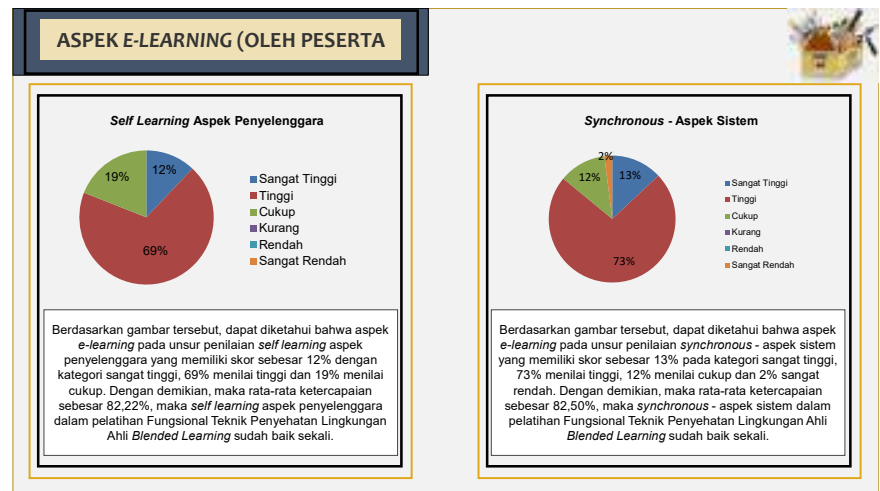 ASPEK E-LEARNING (OLEH PESERTA
Self Learning Aspek Penyelenggara
12%
19%
69%
Sangat Tinggi
Tinggi
Cukup
Kurang
Rendah
Sangat Rendah
Berdasarkan gambar tersebut, dapat diketahui bahwa aspek
e-learning pada unsur penilaian self learning aspek
penyelenggara yang memiliki skor sebesar 12% dengan
kategori sangat tinggi, 69% menilai tinggi dan 19% menilai
cukup. Dengan demikian, maka rata-rata ketercapaian
sebesar 82,22%, maka self learning aspek penyelenggara
dalam pelatihan Fungsional Teknik Penyehatan Lingkungan
Ahli Blended Learning sudah baik sekali.
Synchronous - Aspek Sistem
2%
12%
13%
73%
Sangat Tinggi
Tinggi
Cukup
Kurang
Rendah
Sangat Rendah
Berdasarkan gambar tersebut, dapat diketahui bahwa aspek
e-learning pada unsur penilaian synchronous - aspek sistem
yang memiliki skor sebesar 13% pada kategori sangat tinggi,
73% menilai tinggi, 12% menilai cukup dan 2% sangat
rendah. Dengan demikian, maka rata-rata ketercapaian
sebesar 82,50%, maka synchronous - aspek sistem dalam
pelatihan Fungsional Teknik Penyehatan Lingkungan Ahli
Blended Learning sudah baik sekali.